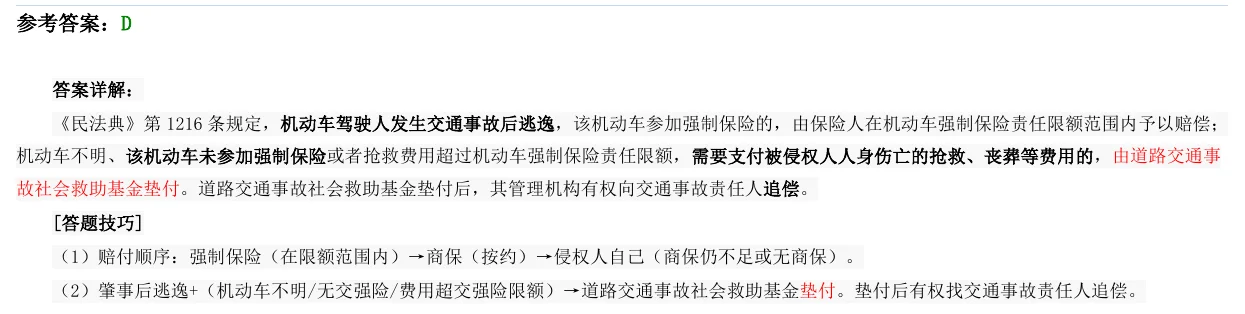 参考答案：D
答案详解：
《民法典》第 1216 条规定，机动车驾驶人发生交通事故后逃逸，该机动车参加强制保险的，由保险人在机动车强制保险责任限额范围内予以赔偿；
机动车不明、该机动车未参加强制保险或者抢救费用超过机动车强制保险责任限额，需要支付被侵权人人身伤亡的抢救、丧葬等费用的，由道路交通事
故社会救助基金垫付。道路交通事故社会救助基金垫付后，其管理机构有权向交通事故责任人追偿。
[答题技巧]
（1）赔付顺序：强制保险（在限额范围内）→商保（按约）→侵权人自己（商保仍不足或无商保）。
（2）肇事后逃逸+（机动车不明/无交强险/费用超交强险限额）→道路交通事故社会救助基金垫付。垫付后有权找交通事故责任人追偿。